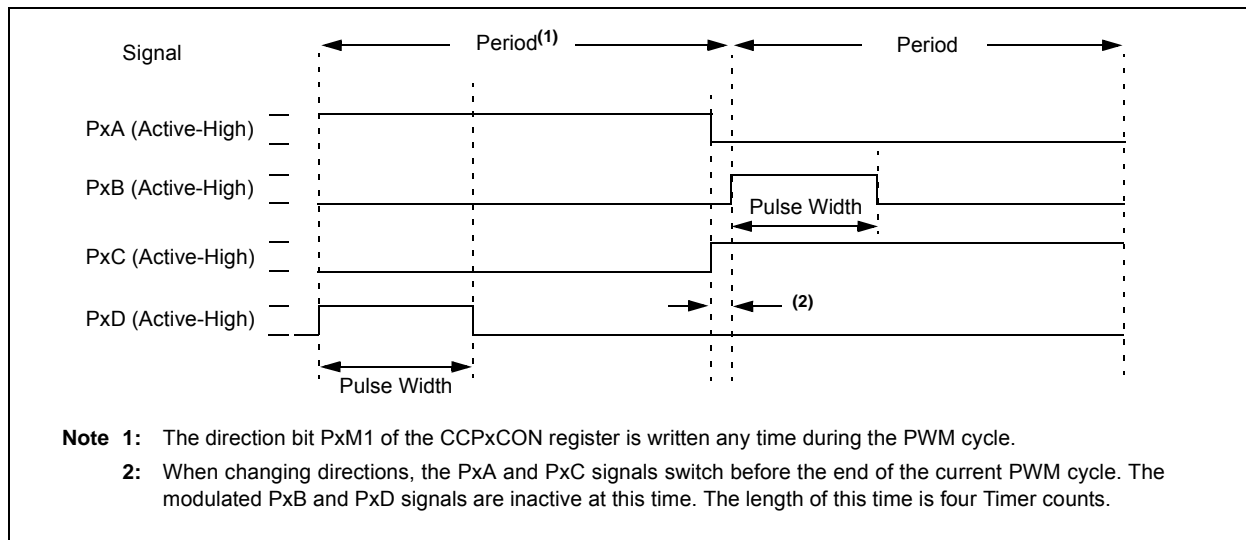 Signal
Period(1)
Period
PxA (Active-High)
PxB (Active-High)
Pulse Width
PxC (Active-High)
(2)
PxD (Active-High)
Pulse Width
Note 1: The direction bit PxM1 of the CCPxCON register is written any time during the PWM cycle.
2: When changing directions, the PxA and PxC signals switch before the end of the current PWM cycle. The
modulated PxB and PxD signals are inactive at this time. The length of this time is four Timer counts.